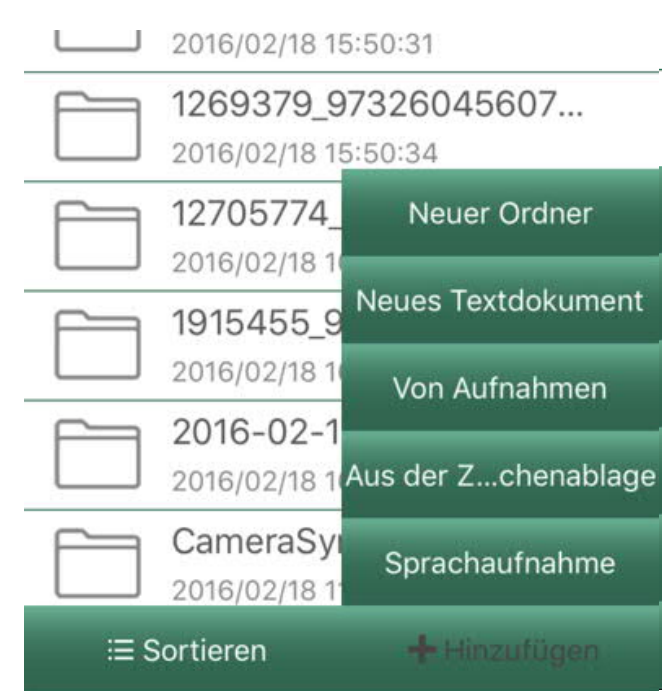 2016/02/18 15:50:31
1269379_97326045607...
2016/02/18 15:50:34
12705774_
2016/02/18 1
1915455_9
2016/02/18 1
2016-02-1
2016/02/18 1
CameraSy
2016/02/18 1
Neuer Ordner
Neues Textdokument
Von Aufnahmen
Aus der Z...chenablage
Sprachaufnahme
Sortieren
Hinzufügen